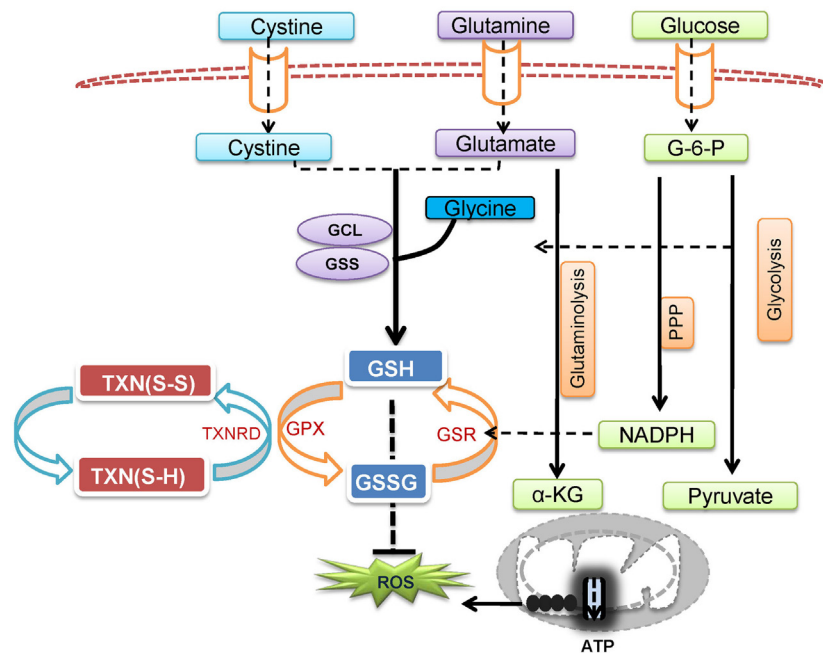 Cystine
Glutamine
Glucose
Cystine
Glutamate
G-6-P
Glycine
GCL
GSS
Glutaminolysis
PPP
Glycolysis
TXN(S-S)
GSH
TXNRD
GPX
GSR
NADPH
TXN(S-H)
GSSG
α-KG
Pyruvate
ROS
ATP